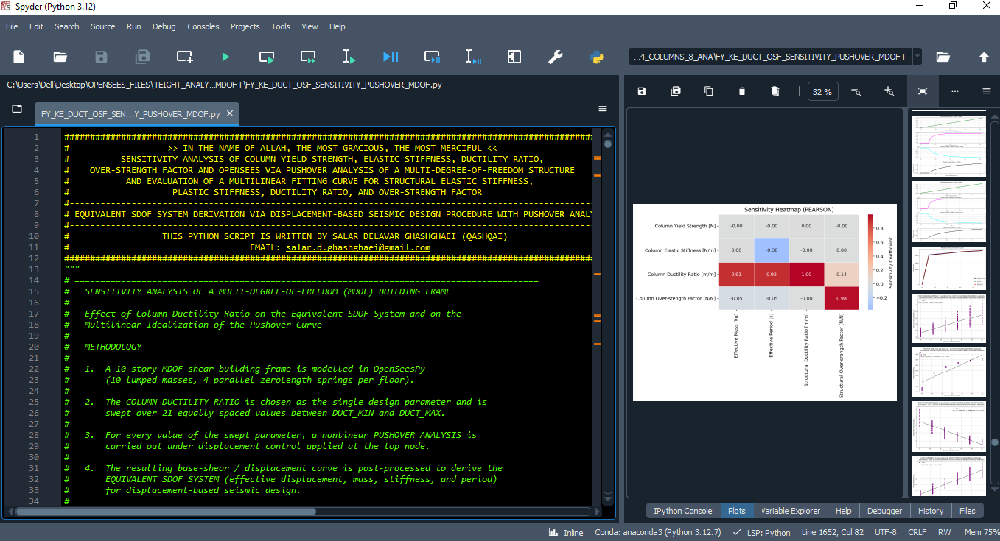 Spyder (Python 3.12)
File Edit Search Source Run Debug Consoles Projects Tools View Help
...4_COLUMNS_8_ANA\FY_KE_DUCT_OSF_SENSITIVITY_PUSHOVER_MDOF+
C:\Users\Dell\Desktop\OPENSEES_FILES\+EIGHT_ANALY...MDOF+\FY_KE_DUCT_OSF_SENSITIVITY_PUSHOVER_MDOF.py
32 %
FY_KE_DUCT_OSF_SEN...Y_PUSHOVER_MDOF.py
1 ######################################################################################################
2 # >> IN THE NAME OF ALLAH, THE MOST GRACIOUS, THE MOST MERCIFUL <<
3 # SENSITIVITY ANALYSIS OF COLUMN YIELD STRENGTH, ELASTIC STIFFNESS, DUCTILITY RATIO,
4 # OVER-STRENGTH FACTOR AND OPENSEES VIA PUSHOVER ANALYSIS OF A MULTI-DEGREE-OF-FREEDOM STRUCTURE
5 # AND EVALUATION OF A MULTILINEAR FITTING CURVE FOR STRUCTURAL ELASTIC STIFFNESS,
6 # PLASTIC STIFFNESS, DUCTILITY RATIO, AND OVER-STRENGTH FACTOR
7 #-----------------------------------------------------------------------------------------------------
8 # EQUIVALENT SDOF SYSTEM DERIVATION VIA DISPLACEMENT-BASED SEISMIC DESIGN PROCEDURE WITH PUSHOVER ANALY
9 #-----------------------------------------------------------------------------------------------------
10 # THIS PYTHON SCRIPT IS WRITTEN BY SALAR DELAVAR GHASHGHAEI (QASHQAI)
11 # EMAIL: salar.d.ghashghaei@gmail.com
12 ######################################################################################################
13 """
14 # ==========================================================================================
15 # SENSITIVITY ANALYSIS OF A MULTI-DEGREE-OF-FREEDOM (MDOF) BUILDING FRAME
16 # ------------------------------------------------------------------------------
17 # Effect of Column Ductility Ratio on the Equivalent SDOF System and on the
18 # Multilinear Idealization of the Pushover Curve
19 #
20 # METHODOLOGY
21 # -----------
22 # 1. A 10-story MDOF shear-building frame is modelled in OpenSeesPy
23 # (10 lumped masses, 4 parallel zeroLength springs per floor).
24 #
25 # 2. The COLUMN DUCTILITY RATIO is chosen as the single design parameter and is
26 # swept over 21 equally spaced values between DUCT_MIN and DUCT_MAX.
27 #
28 # 3. For every value of the swept parameter, a nonlinear PUSHOVER ANALYSIS is
29 # carried out under displacement control applied at the top node.
30 #
31 # 4. The resulting base-shear / displacement curve is post-processed to derive the
32 # EQUIVALENT SDOF SYSTEM (effective displacement, mass, stiffness, and period)
33 # for displacement-based seismic design.
34 #
Sensitivity Heatmap (PEARSON)
Column Yield Strength [N] -0.00 -0.00 0.00 -0.00
Column Elastic Stiffness [N/m] 0.00 -0.38 -0.00 0.00
Column Ductility Ratio [m/m] 0.91 0.92 1.00 0.14
Column Over-srength Factor [N/N] -0.05 -0.05 -0.00 0.98
Effective Mass [kg]
Effective Period [s]
Structural Ductility Ratio [m/m]
Structural Over-srength Factor [N/N]
0.8
0.6
0.4
0.2
0.0
−0.2
Sensitivity Coefficient
IPython Console Plots Variable Explorer Help Debugger History Files
Inline Conda: anaconda3 (Python 3.12.7) LSP: Python Line 1652, Col 82 UTF-8 CRLF RW Mem 75%